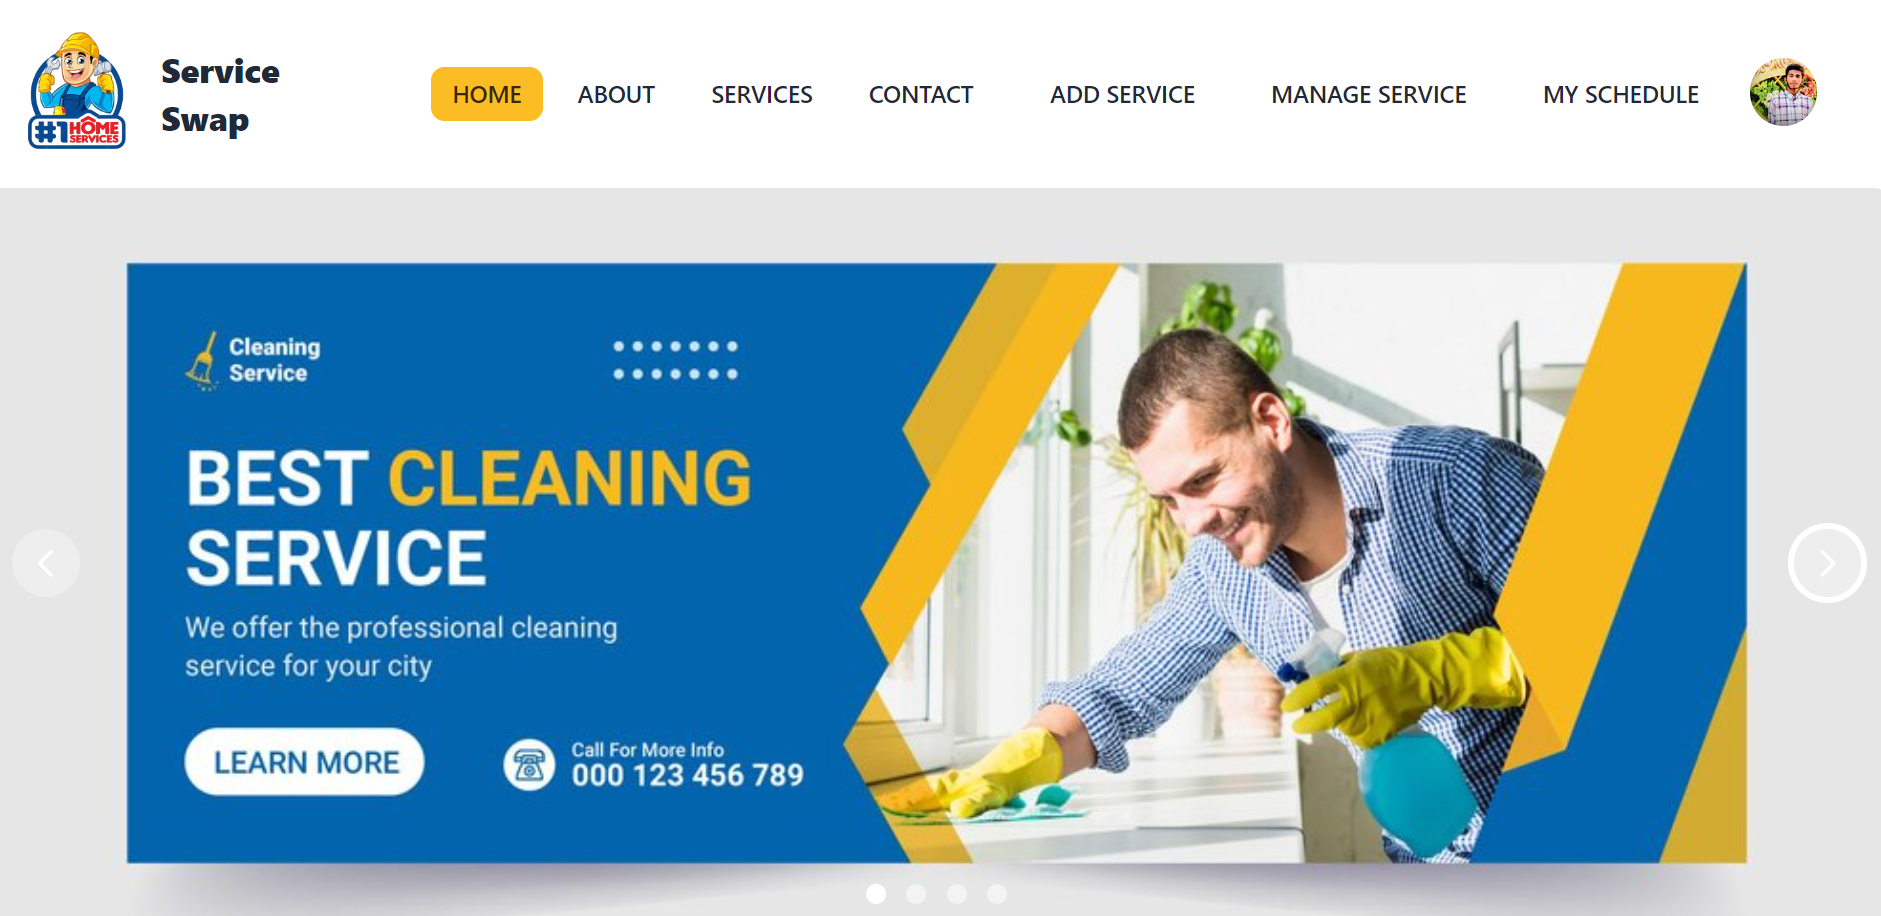 #1 HOME
SERVICES
Service
Swap
HOME ABOUT SERVICES CONTACT ADD SERVICE MANAGE SERVICE MY SCHEDULE
Cleaning
Service
BEST CLEANING
SERVICE
We offer the professional cleaning
service for your city
LEARN MORE
Call For More Info
000 123 456 789